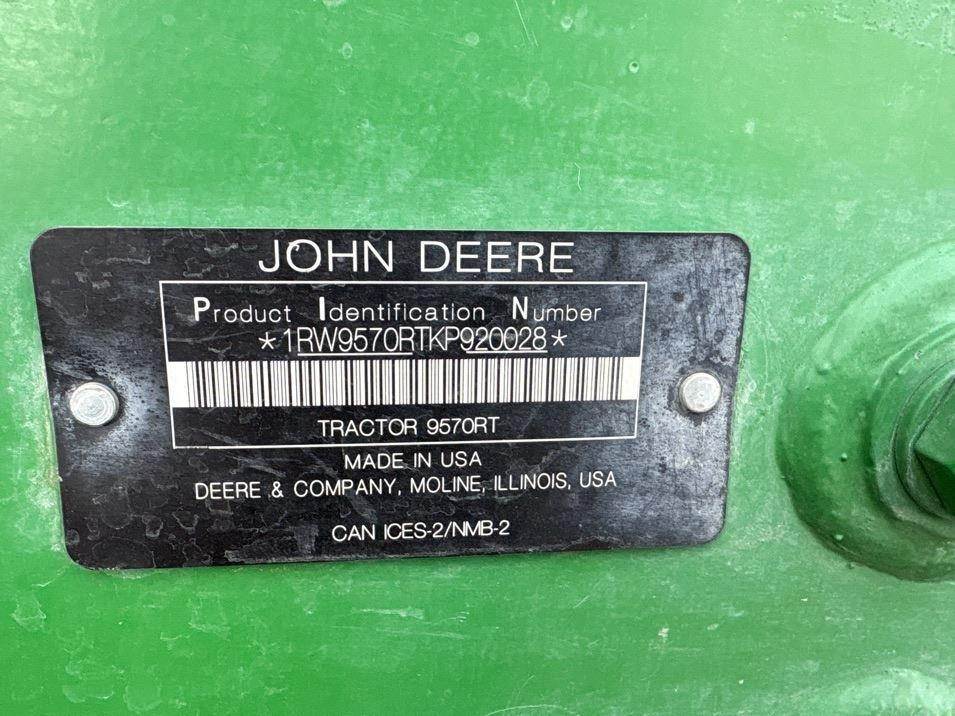 JOHN DEERE
Product Identification Number
*1RW9570RTKP920028*
TRACTOR 9570RT
MADE IN USA
DEERE & COMPANY, MOLINE, ILLINOIS, USA
CAN ICES-2/NMB-2